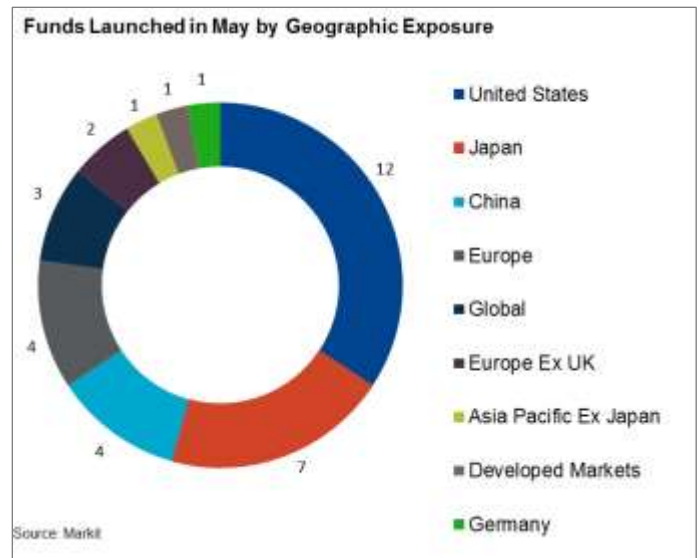 Funds Launched in May by Geographic Exposure
1
1
1
2
3
4
4
7
12
United States
Japan
China
Europe
Global
Europe Ex UK
Asia Pacific Ex Japan
Developed Markets
Germany
Source: Markit